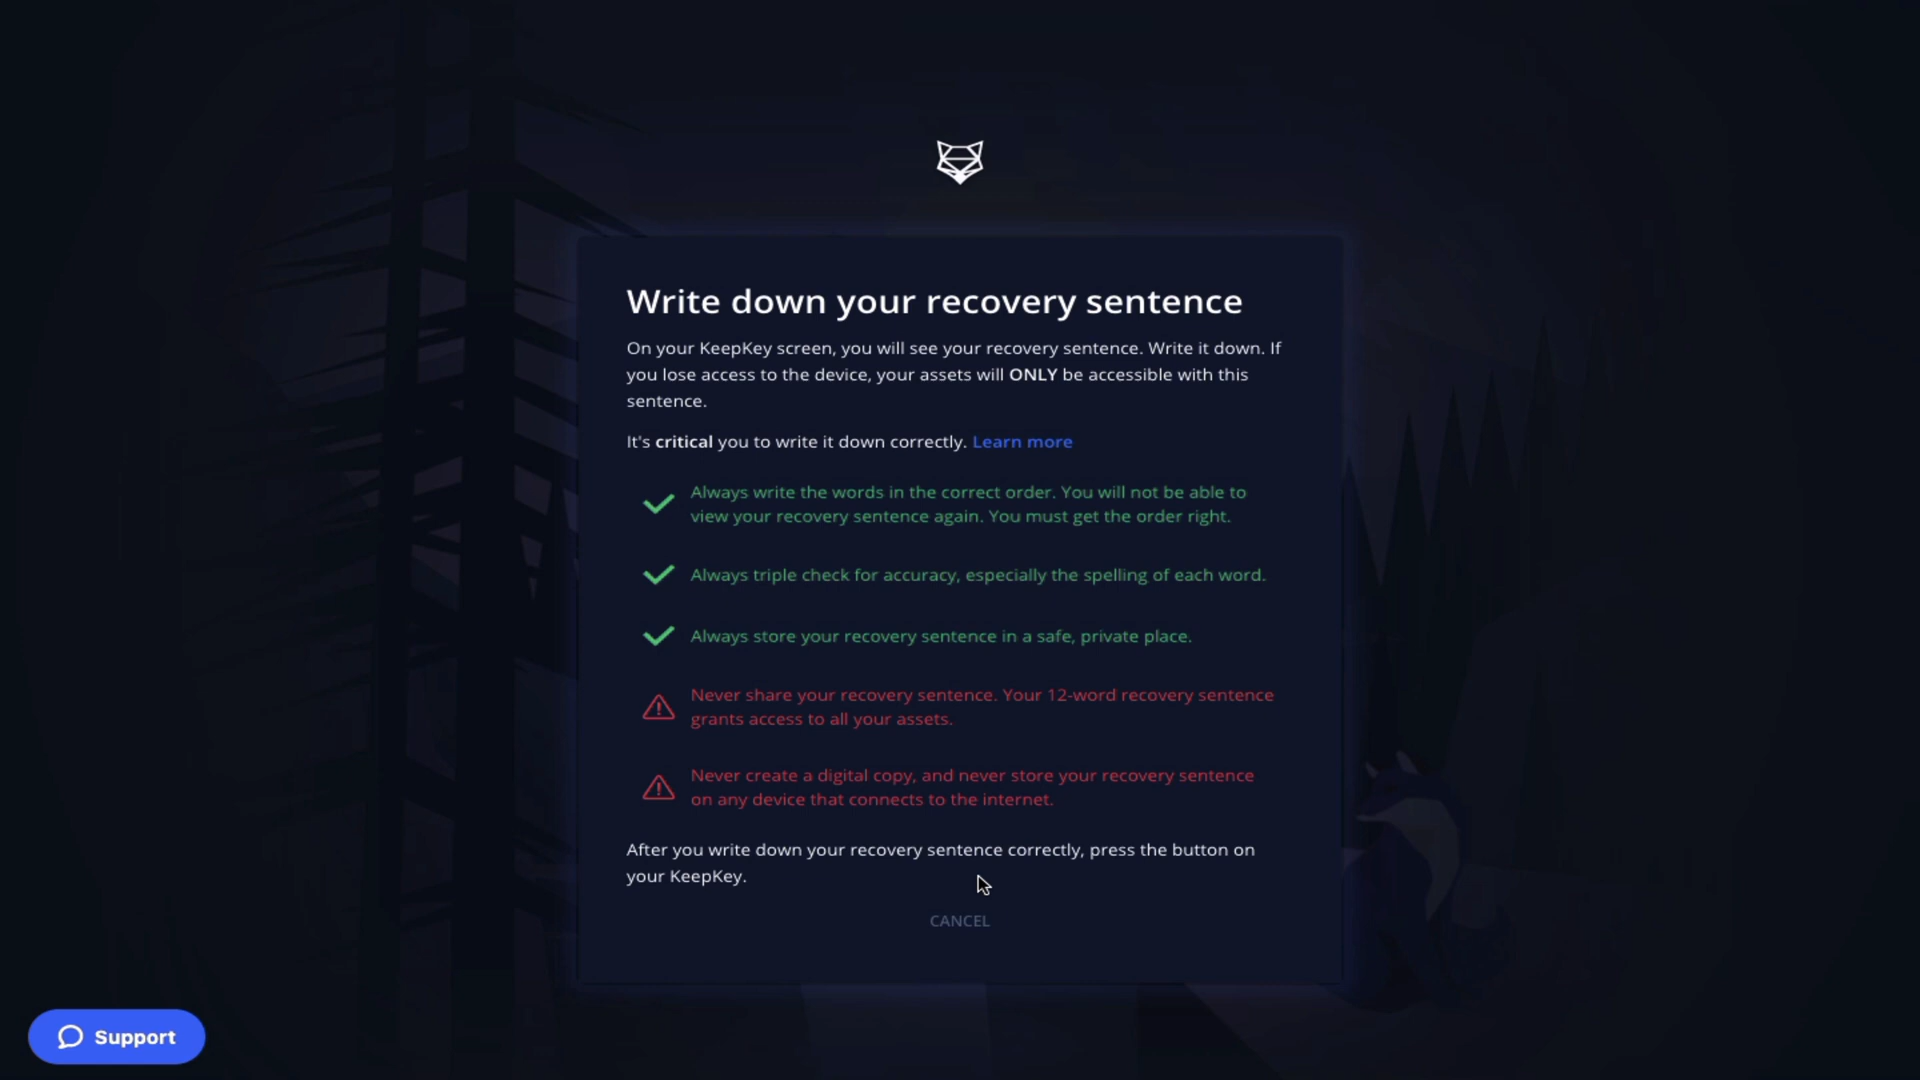 Write down your recovery sentence
On your KeepKey screen, you will see your recovery sentence. Write it down. If
you lose access to the device, your assets will ONLY be accessible with this
sentence.
It's critical you to write it down correctly. Learn more
Always write the words in the correct order. You will not be able to
view your recovery sentence again. You must get the order right.
Always triple check for accuracy, especially the spelling of each word.
Always store your recovery sentence in a safe, private place.
Never share your recovery sentence. Your 12-word recovery sentence
grants access to all your assets.
Never create a digital copy, and never store your recovery sentence
on any device that connects to the internet.
After you write down your recovery sentence correctly, press the button on
your KeepKey.
CANCEL
Support